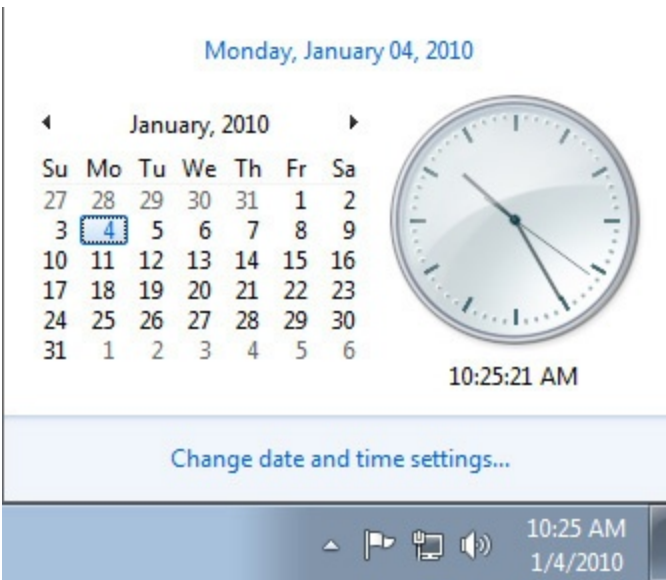 Monday, January 04, 2010
January, 2010
Su Mo Tu We Th Fr Sa
27 28 29 30 31 1 2
3 4 5 6 7 8 9
10 11 12 13 14 15 16
17 18 19 20 21 22 23
24 25 26 27 28 29 30
31 1 2 3 4 5 6
10:25:21 AM
Change date and time settings...
10:25 AM
1/4/2010